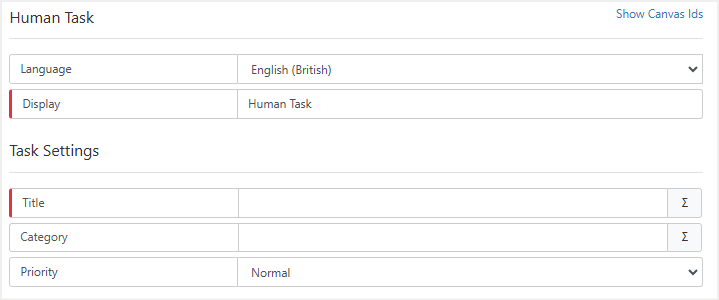 Human Task
Show Canvas Ids
Language
English (British)
Display
Human Task
Task Settings
Title
Σ
Category
Σ
Priority
Normal